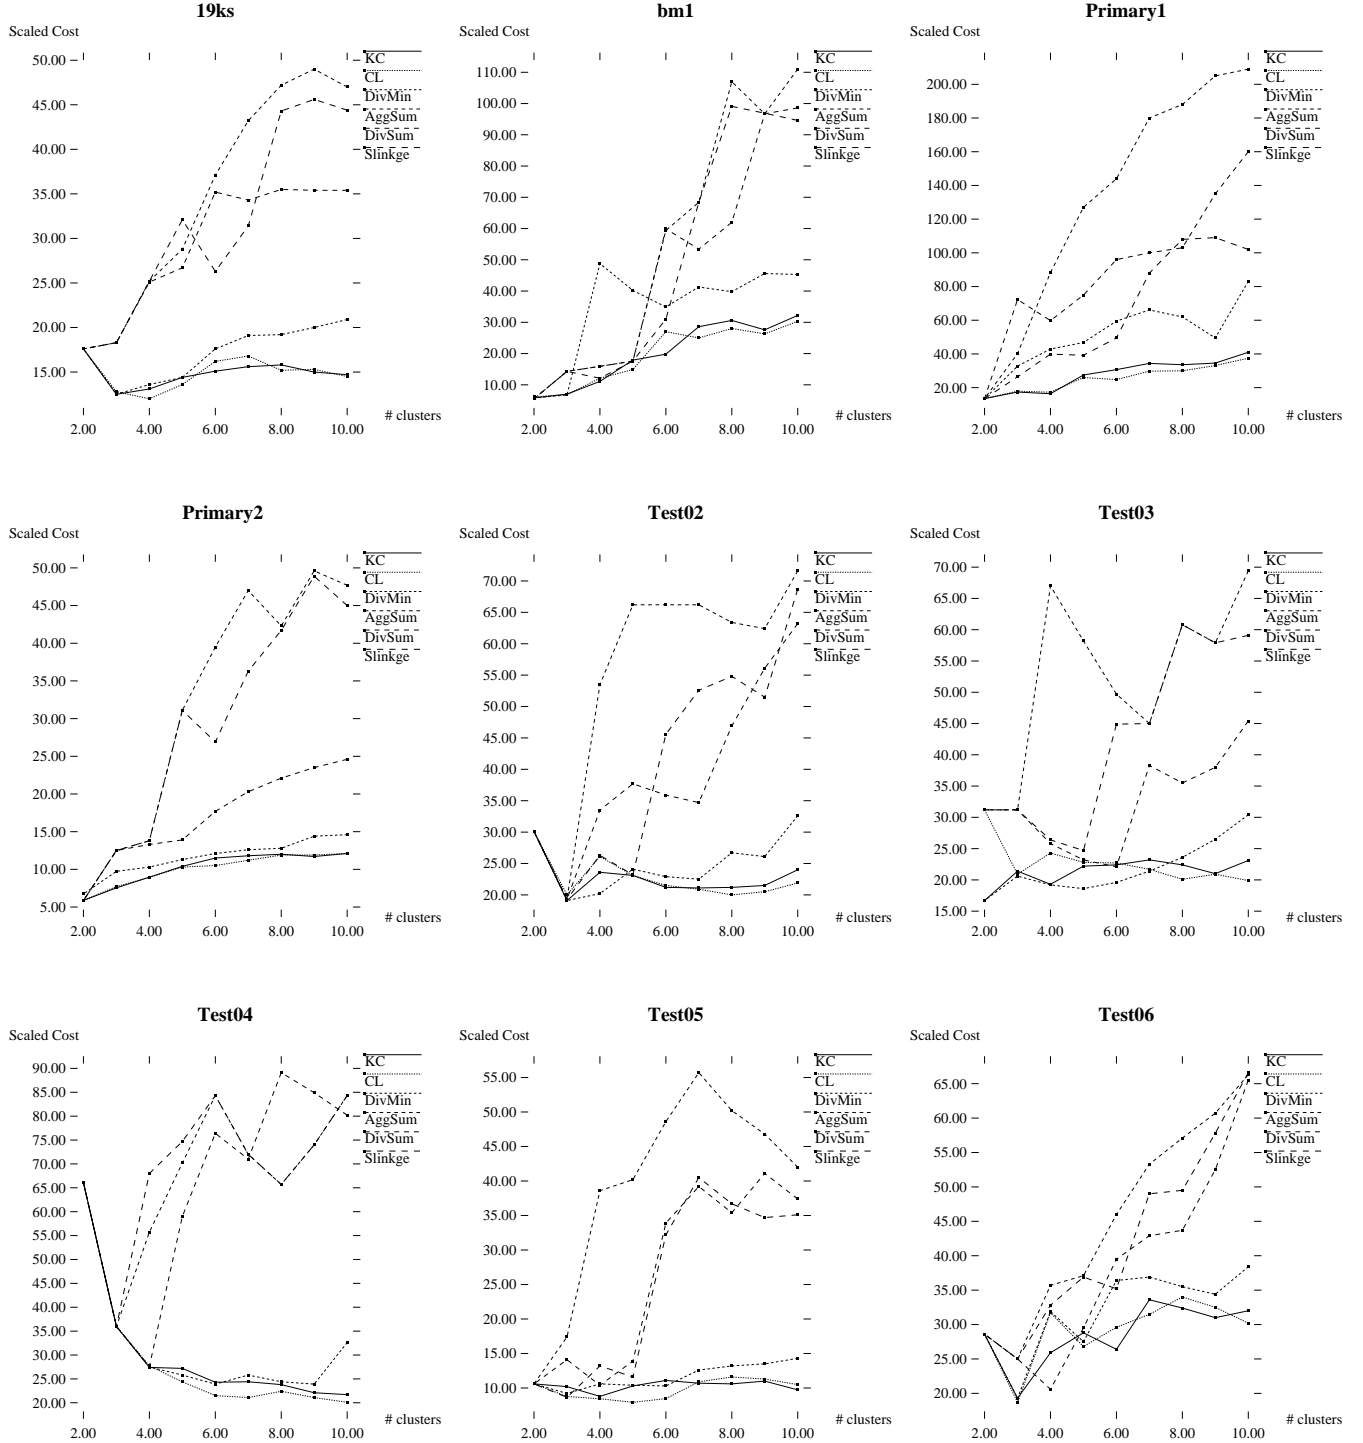 19ks
Scaled Cost
50.00
45.00
40.00
35.00
30.00
25.00
20.00
15.00
2.00 4.00 6.00 8.00 10.00
# clusters
KC
CL
DivMin
AggSum
DivSum
Slinkge
bm1
Scaled Cost
110.00
100.00
90.00
80.00
70.00
60.00
50.00
40.00
30.00
20.00
10.00
2.00 4.00 6.00 8.00 10.00
# clusters
KC
CL
DivMin
AggSum
DivSum
Slinkge
Primary1
Scaled Cost
200.00
180.00
160.00
140.00
120.00
100.00
80.00
60.00
40.00
20.00
2.00 4.00 6.00 8.00 10.00
# clusters
KC
CL
DivMin
AggSum
DivSum
Slinkge
Primary2
Scaled Cost
50.00
45.00
40.00
35.00
30.00
25.00
20.00
15.00
10.00
5.00
2.00 4.00 6.00 8.00 10.00
# clusters
KC
CL
DivMin
AggSum
DivSum
Slinkge
Test02
Scaled Cost
70.00
65.00
60.00
55.00
50.00
45.00
40.00
35.00
30.00
25.00
20.00
2.00 4.00 6.00 8.00 10.00
# clusters
KC
CL
DivMin
AggSum
DivSum
Slinkge
Test03
Scaled Cost
70.00
65.00
60.00
55.00
50.00
45.00
40.00
35.00
30.00
25.00
20.00
15.00
2.00 4.00 6.00 8.00 10.00
# clusters
KC
CL
DivMin
AggSum
DivSum
Slinkge
Test04
Scaled Cost
90.00
85.00
80.00
75.00
70.00
65.00
60.00
55.00
50.00
45.00
40.00
35.00
30.00
25.00
20.00
2.00 4.00 6.00 8.00 10.00
# clusters
KC
CL
DivMin
AggSum
DivSum
Slinkge
Test05
Scaled Cost
55.00
50.00
45.00
40.00
35.00
30.00
25.00
20.00
15.00
10.00
2.00 4.00 6.00 8.00 10.00
# clusters
KC
CL
DivMin
AggSum
DivSum
Slinkge
Test06
Scaled Cost
65.00
60.00
55.00
50.00
45.00
40.00
35.00
30.00
25.00
20.00
2.00 4.00 6.00 8.00 10.00
# clusters
KC
CL
DivMin
AggSum
DivSum
Slinkge